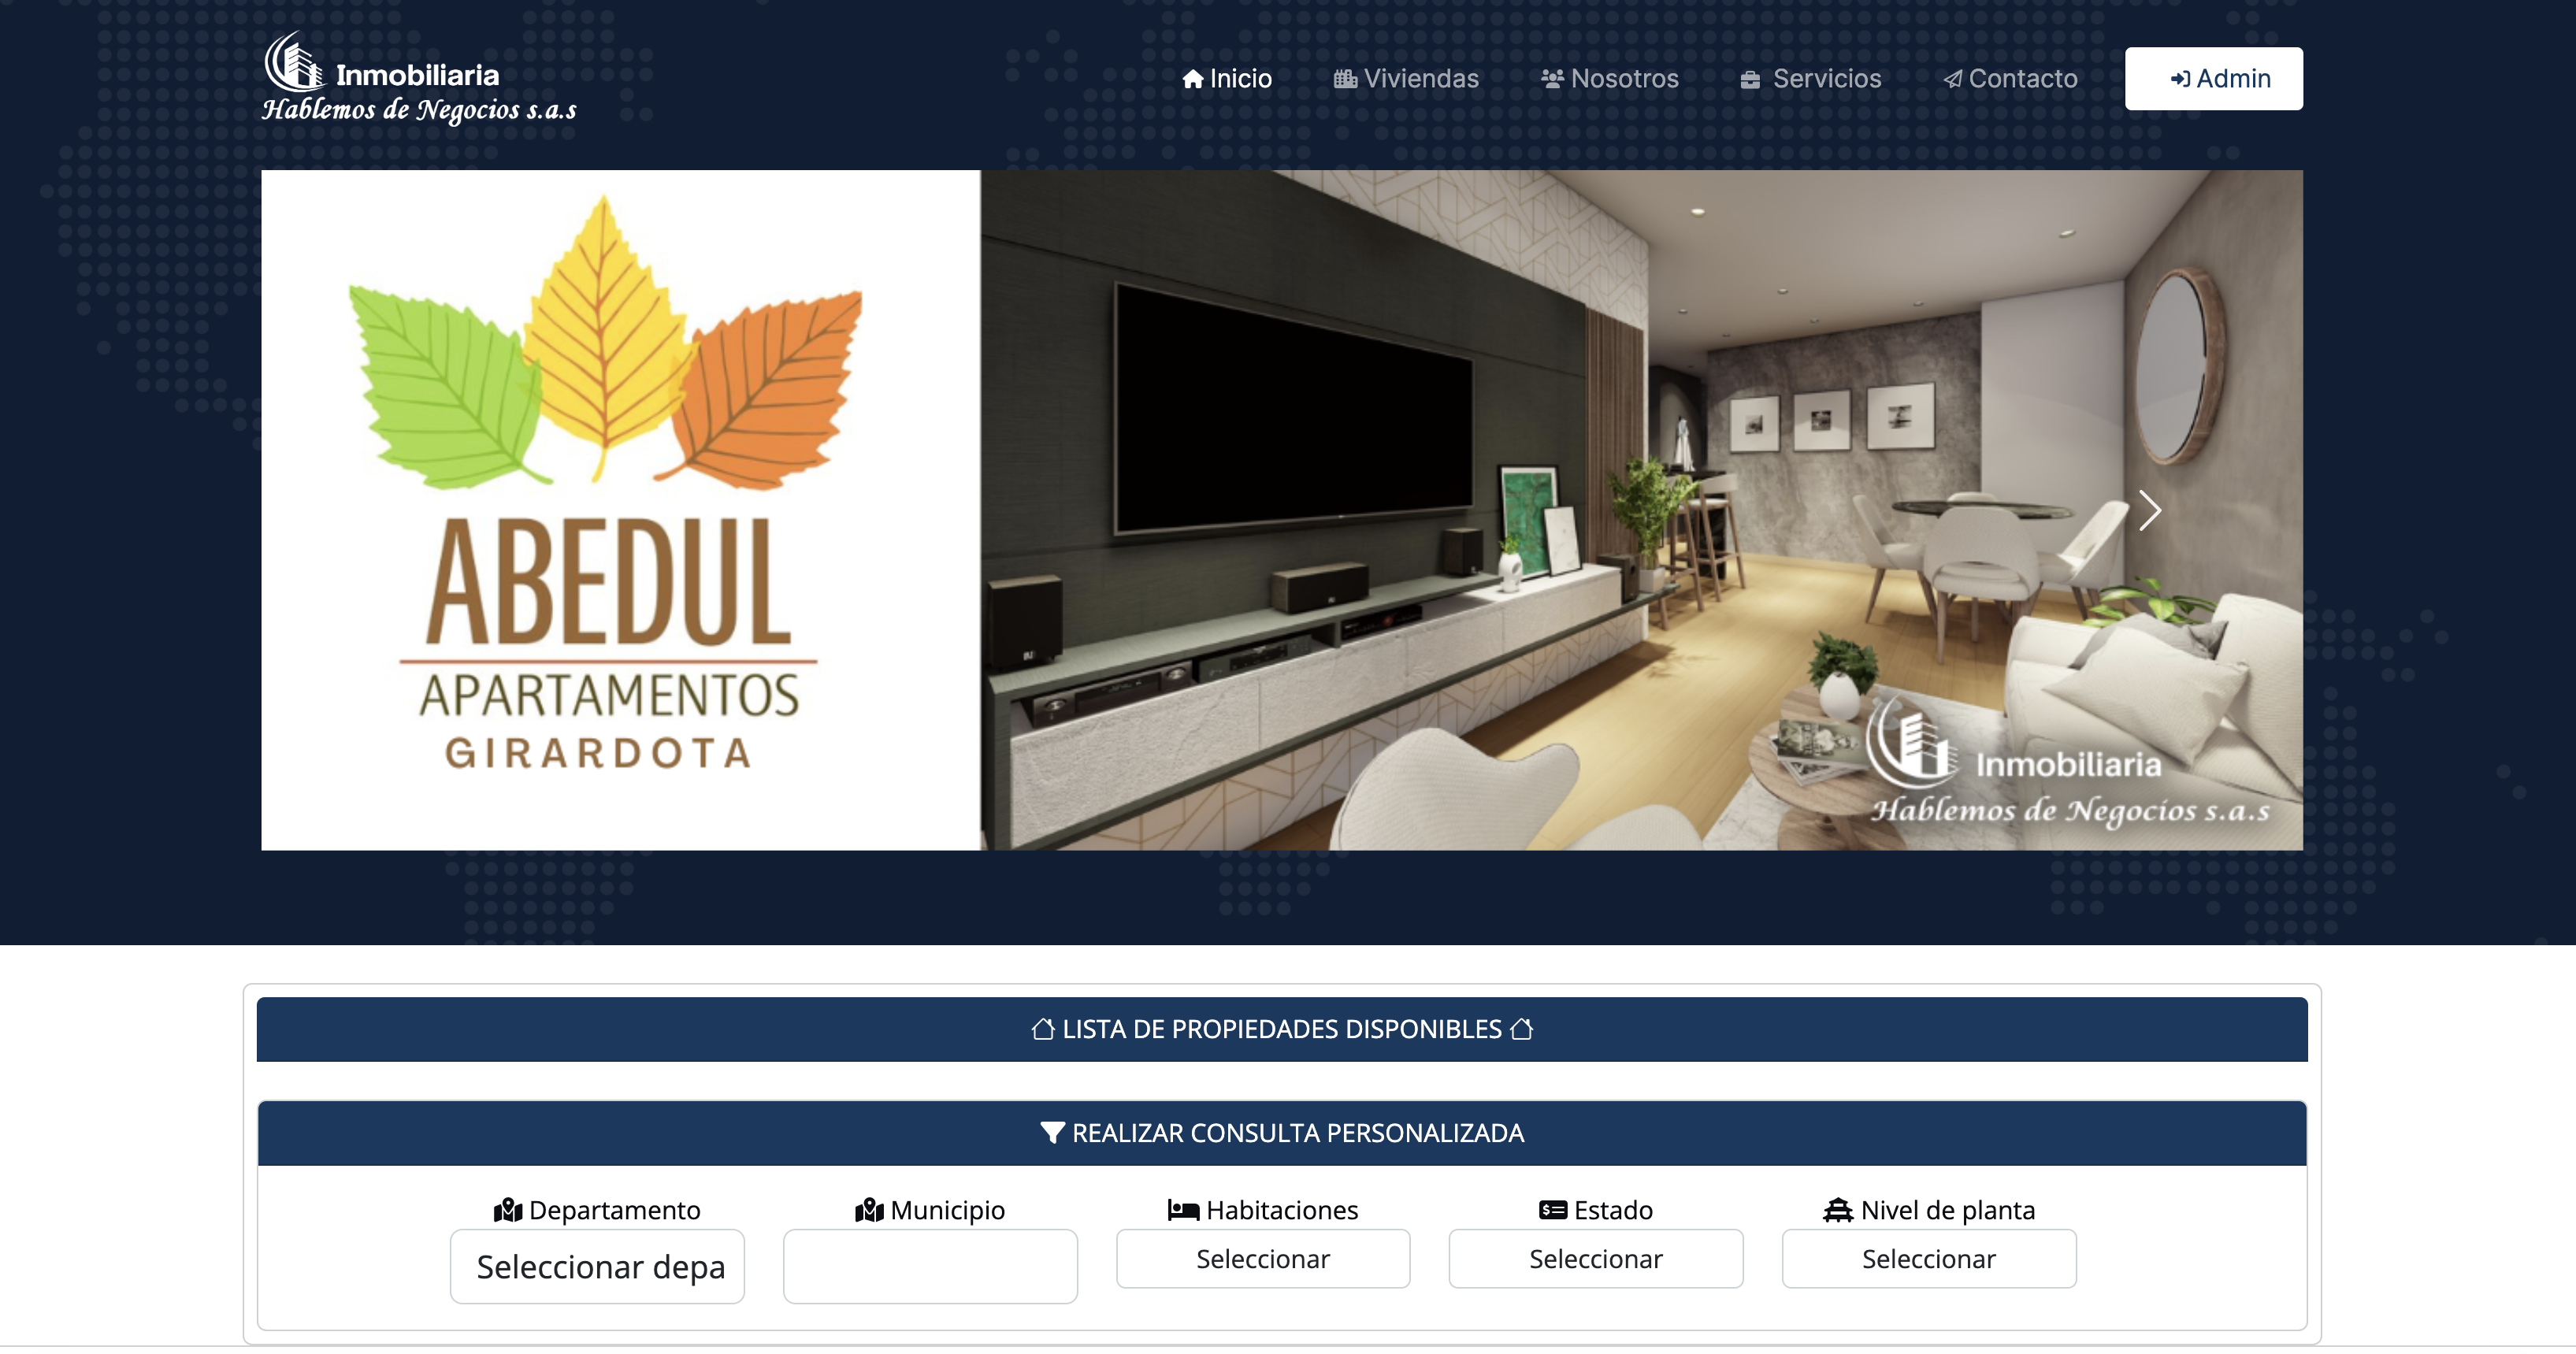 Inmobiliaria
Hablemos de Negocios s.a.s
Inicio
Viviendas
Nosotros
Servicios
Contacto
Admin
ABEDUL
APARTAMENTOS
GIRARDOTA
Inmobiliaria
Hablemos de Negocios s.a.s
LISTA DE PROPIEDADES DISPONIBLES
REALIZAR CONSULTA PERSONALIZADA
Departamento
Municipio
Habitaciones
Estado
Nivel de planta
Seleccionar depa
Seleccionar
Seleccionar
Seleccionar